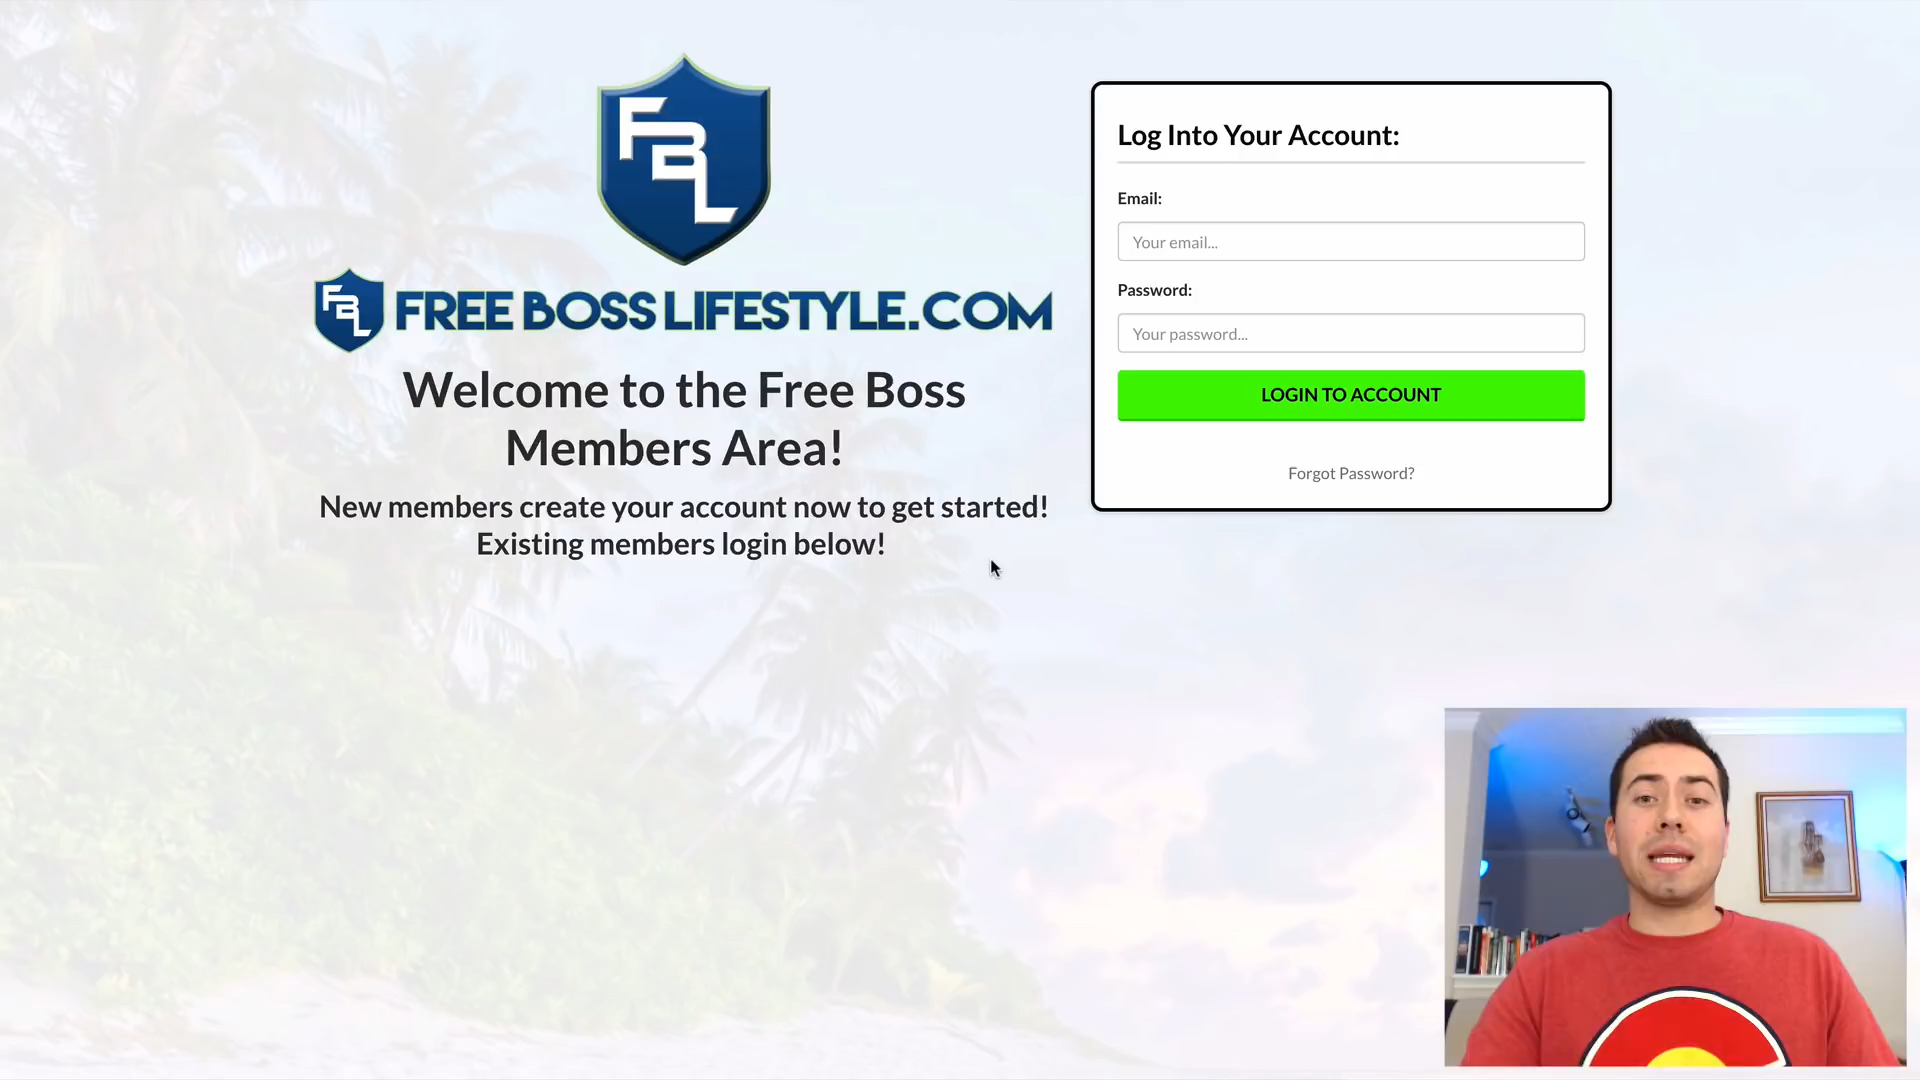 FBL
FBL FREE BOSS LIFESTYLE.COM
Welcome to the Free Boss
Members Area!
New members create your account now to get started!
Existing members login below!
Log Into Your Account:
Email:
Your email...
Password:
Your password...
LOGIN TO ACCOUNT
Forgot Password?